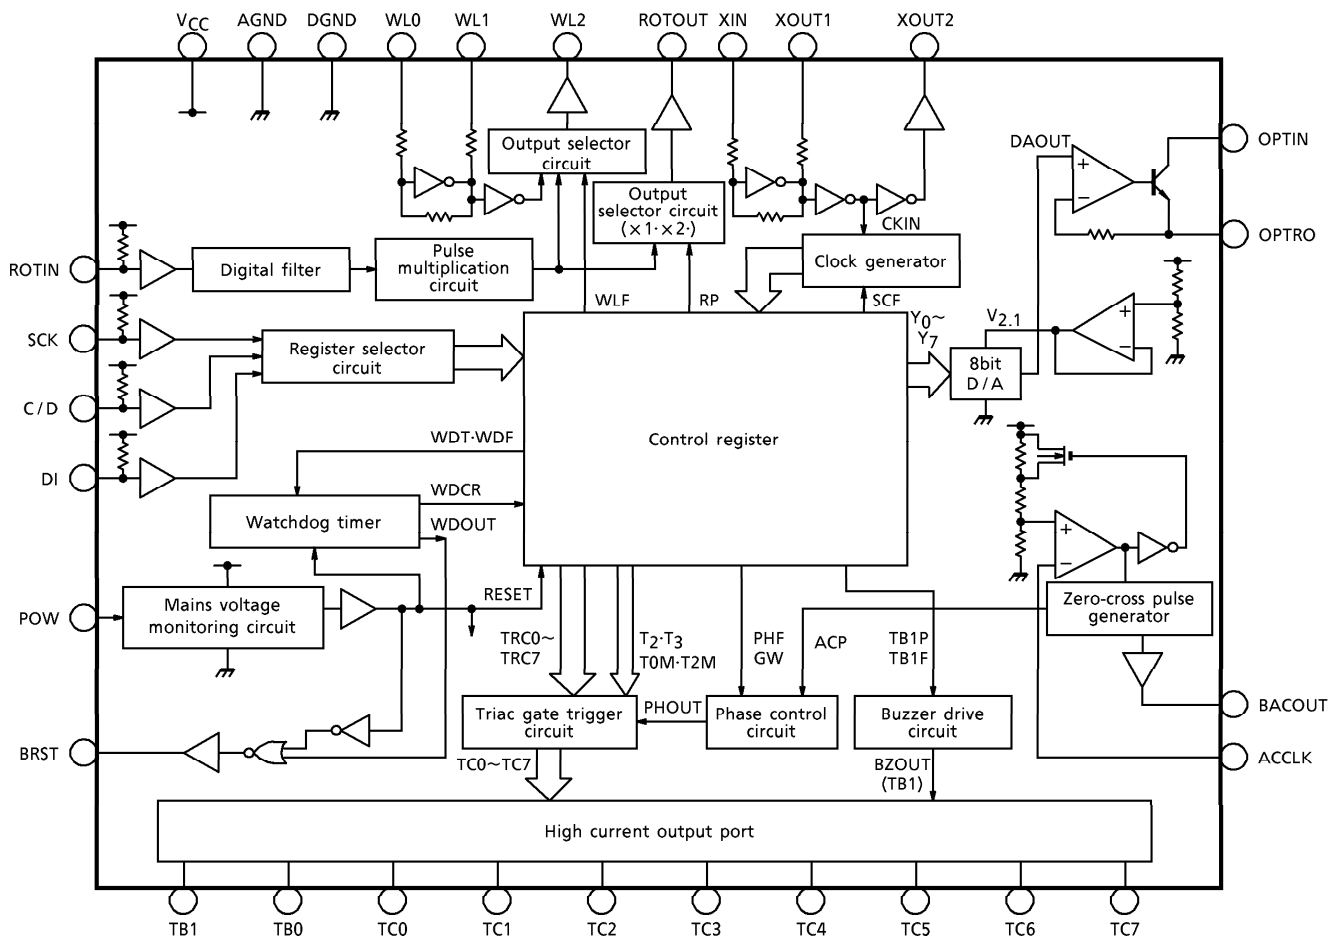 VCC AGND DGND WL0 WL1 WL2 ROTOUT XIN XOUT1 XOUT2
Output selector
circuit
DAOUT
OPTIN
+
−
Output
selector circuit
(×1·×2·)
CKIN
OPTRO
ROTIN
Digital filter
Pulse
multiplication
circuit
Clock generator
WLF
RP
SCF
SCK
Register selector
circuit
Y0~
Y7
V2.1
+
−
8bit
D/A
C/D
Control register
WDT·WDF
DI
WDCR
Watchdog timer
WDOUT
+
−
RESET
POW
Mains voltage
monitoring circuit
Zero-cross pulse
generator
TRC0~
TRC7
T2·T3
T0M·T2M
PHF
GW
ACP
TB1P
TB1F
Triac gate trigger
circuit
PHOUT
Phase control
circuit
Buzzer drive
circuit
BACOUT
BRST
TC0~TC7
BZOUT
(TB1)
ACCLK
High current output port
TB1 TB0 TC0 TC1 TC2 TC3 TC4 TC5 TC6 TC7